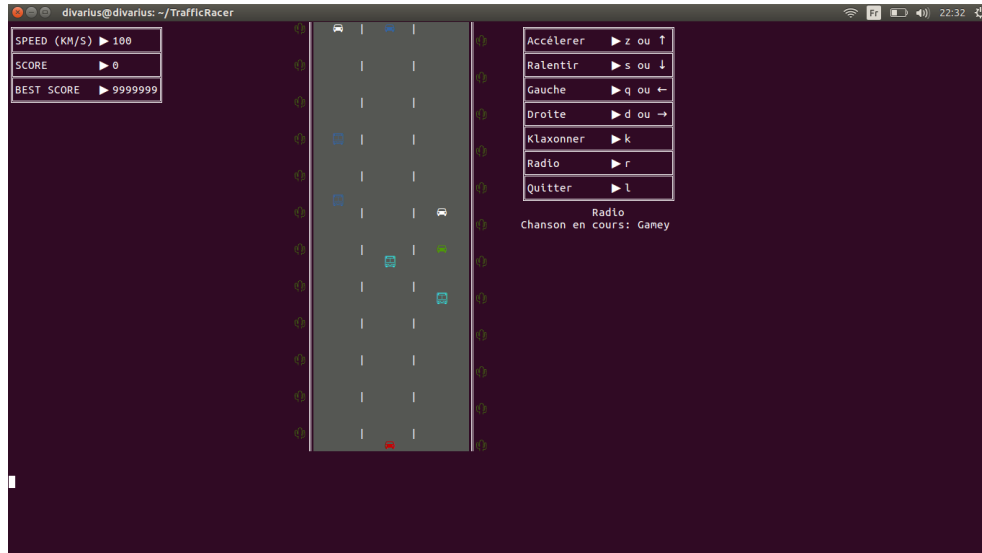 divarius@divarius: ~/TrafficRacer
Fr
22:32
SPEED (KM/S) ▶ 100
SCORE ▶ 0
BEST SCORE ▶ 9999999
Accélerer ▶ z ou ↑
Ralentir ▶ s ou ↓
Gauche ▶ q ou ←
Droite ▶ d ou →
Klaxonner ▶ k
Radio ▶ r
Quitter ▶ l
Radio
Chanson en cours: Gamey